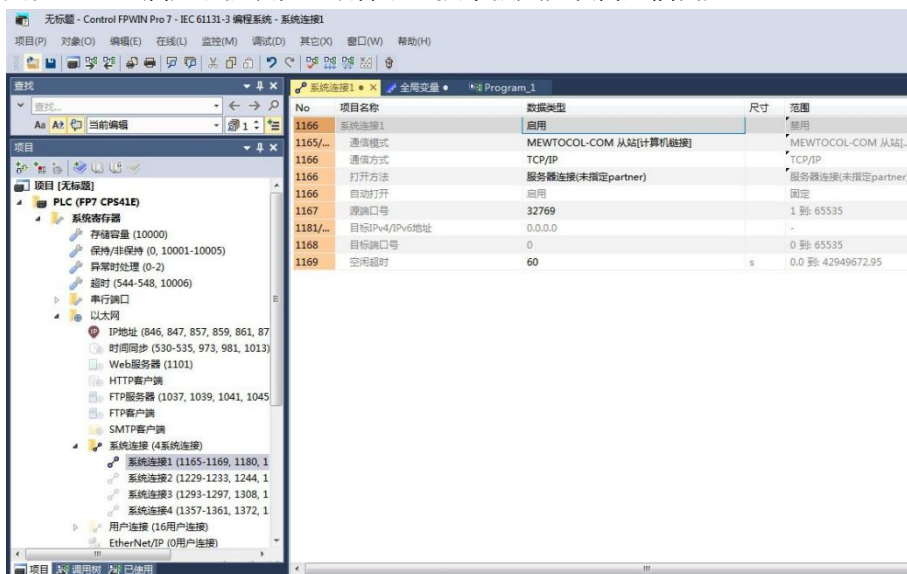 无标题 - Control FPWIN Pro 7 - IEC 61131-3 编程系统 - 系统连接1
项目(P) 对象(O) 编辑(E) 在线(L) 监控(M) 调试(D) 其它(X) 窗口(W) 帮助(H)
查找
查找...
Aa 当前编辑 1
项目
项目 [无标题]
PLC (FP7 CPS41E)
系统寄存器
存储容量 (10000)
保持/非保持 (0, 10001-10005)
异常时处理 (0-2)
超时 (544-548, 10006)
串行端口
以太网
IP地址 (846, 847, 857, 859, 861, 87
时间同步 (530-535, 973, 981, 1013)
Web服务器 (1101)
HTTP客户端
FTP服务器 (1037, 1039, 1041, 1045
FTP客户端
SMTP客户端
系统连接 (4系统连接)
系统连接1 (1165-1169, 1180, 1
系统连接2 (1229-1233, 1244, 1
系统连接3 (1293-1297, 1308, 1
系统连接4 (1357-1361, 1372, 1
用户连接 (16用户连接)
EtherNet/IP (0用户连接)
项目 调用树 已使用
系统连接1 全局变量 Program_1
No 项目名称 数据类型 尺寸 范围
1166 系统连接1 启用 禁用
1165/... 通信模式 MEWTOCOL-COM 从站[计算机链接] MEWTOCOL-COM 从站[..
1166 通信方式 TCP/IP TCP/IP
1166 打开方法 服务器连接(未指定partner) 服务器连接(未指定partner)
1166 自动打开 启用 固定
1167 源端口号 32769 1 到: 65535
1181/... 目标IPv4/IPv6地址 0.0.0.0 -
1168 目标端口号 0 0 到: 65535
1169 空闲超时 60 s 0.0 到: 42949672.95